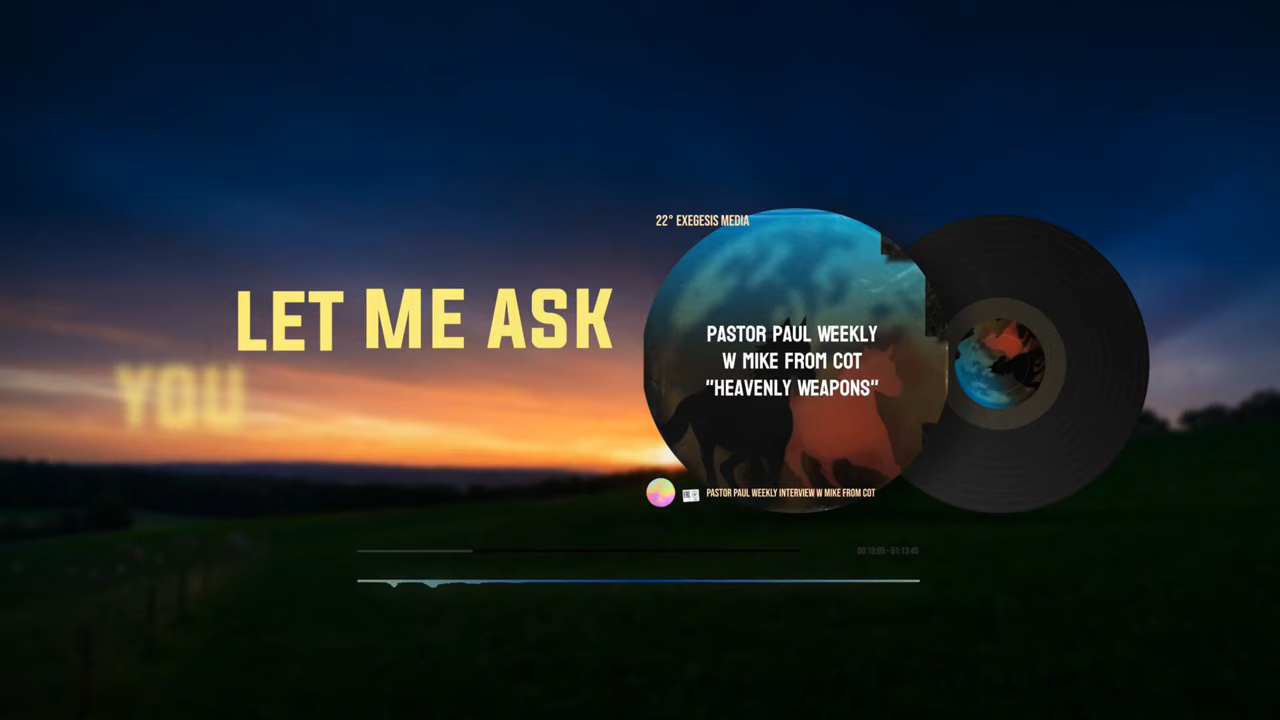 22° EXEGESIS MEDIA
LET ME ASK
YOU
PASTOR PAUL WEEKLY
W MIKE FROM COT
"HEAVENLY WEAPONS"
PASTOR PAUL WEEKLY INTERVIEW W MIKE FROM COT